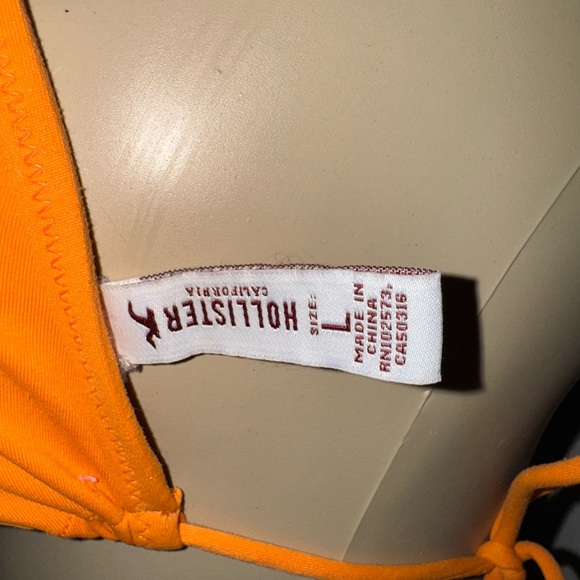 HOLLISTER
CALIFORNIA
SIZE:
L
MADE IN
CHINA
RN102573,
CA50316